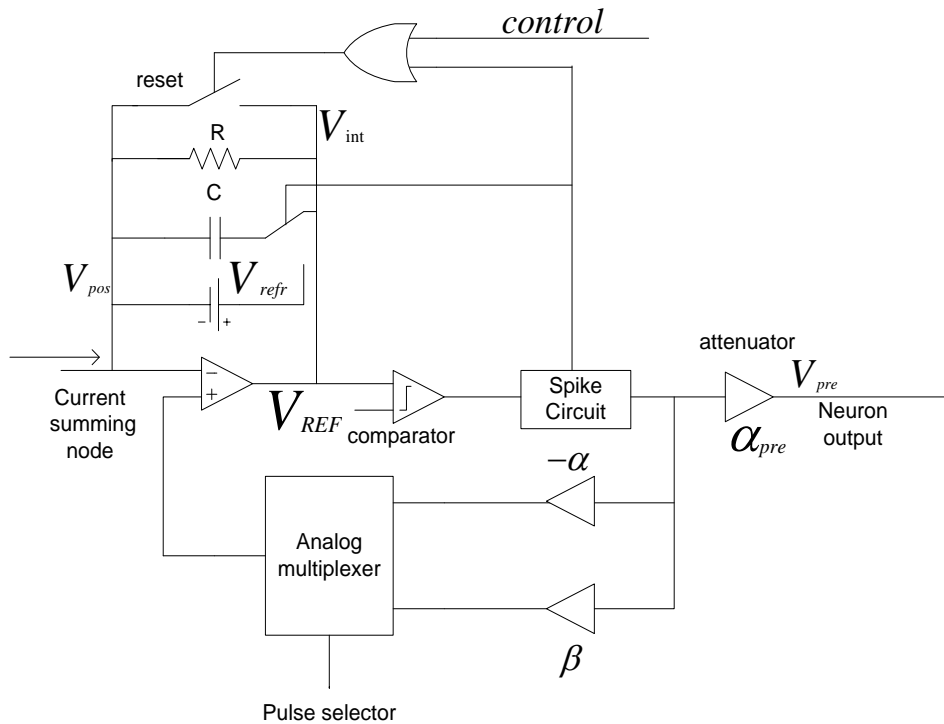 control
reset
V_int
R
C
V_pos
V_refr
- +
attenuator
V_pre
−
+
Spike
Circuit
Current
summing
node
V_REF
comparator
Neuron
output
α_pre
−α
Analog
multiplexer
β
Pulse selector